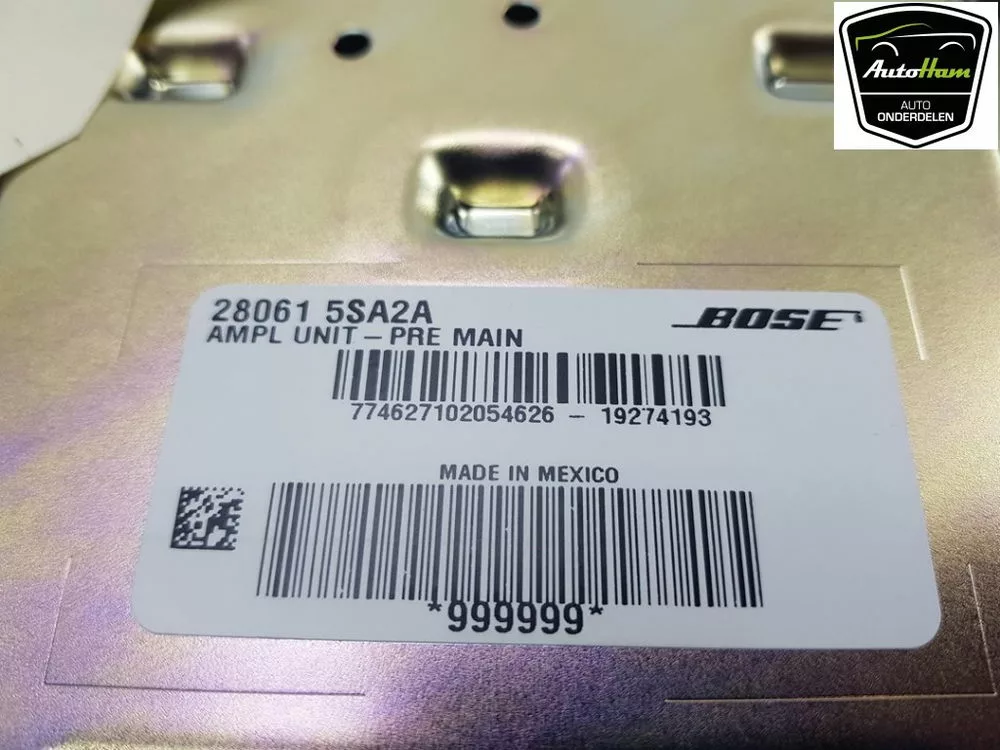 AutoHam
AUTO
ONDERDELEN
28061 5SA2A
BOSE
AMPL UNIT – PRE MAIN
774627102054626 – 19274193
MADE IN MEXICO
*999999*